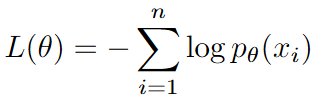 L(θ) = − ∑_{i=1}^{n} log p_θ(x_i)